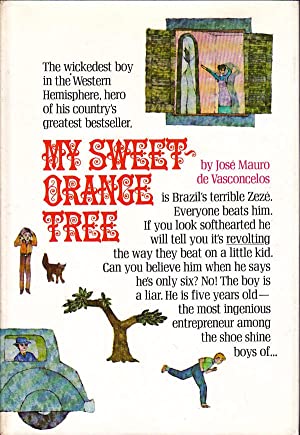 The wickedest boy
in the Western
Hemisphere, hero
of his country's
greatest bestseller,
MY SWEET-
ORANGE
TREE
by José Mauro
de Vasconcelos
is Brazil's terrible Zezé.
Everyone beats him.
If you look softhearted he
will tell you it's revolting
the way they beat on a little kid.
Can you believe him when he says
he's only six? No! The boy is
a liar. He is five years old—
the most ingenious
entrepreneur among
the shoe shine
boys of...